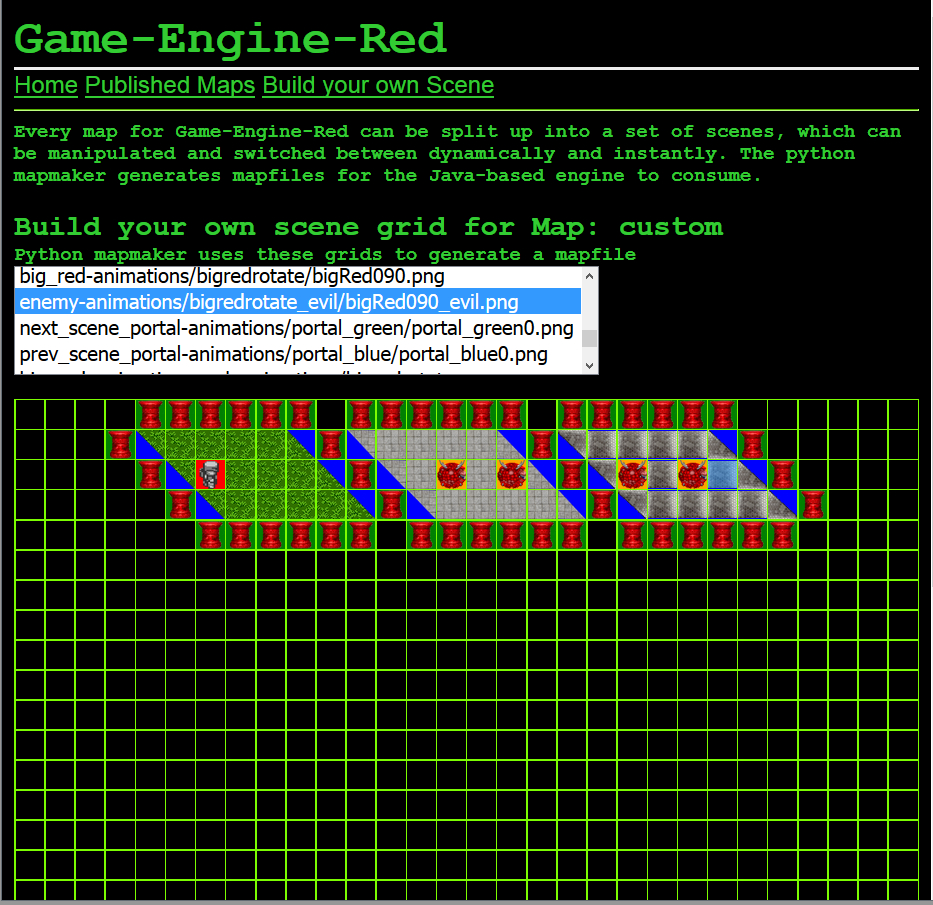 Game-Engine-Red
Home Published Maps Build your own Scene
Every map for Game-Engine-Red can be split up into a set of scenes, which can
be manipulated and switched between dynamically and instantly. The python
mapmaker generates mapfiles for the Java-based engine to consume.
Build your own scene grid for Map: custom
Python mapmaker uses these grids to generate a mapfile
big_red-animations/bigredrotate/bigRed090.png
enemy-animations/bigredrotate_evil/bigRed090_evil.png
next_scene_portal-animations/portal_green/portal_green0.png
prev_scene_portal-animations/portal_blue/portal_blue0.png